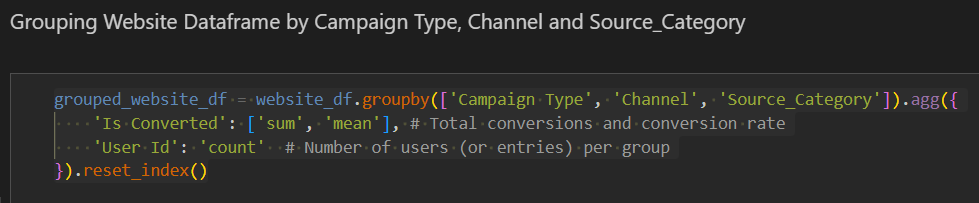 Grouping Website Dataframe by Campaign Type, Channel and Source_Category
grouped_website_df = website_df.groupby(['Campaign Type', 'Channel', 'Source_Category']).agg({
    'Is Converted': ['sum', 'mean'], # Total conversions and conversion rate
    'User Id': 'count'  # Number of users (or entries) per group
}).reset_index()